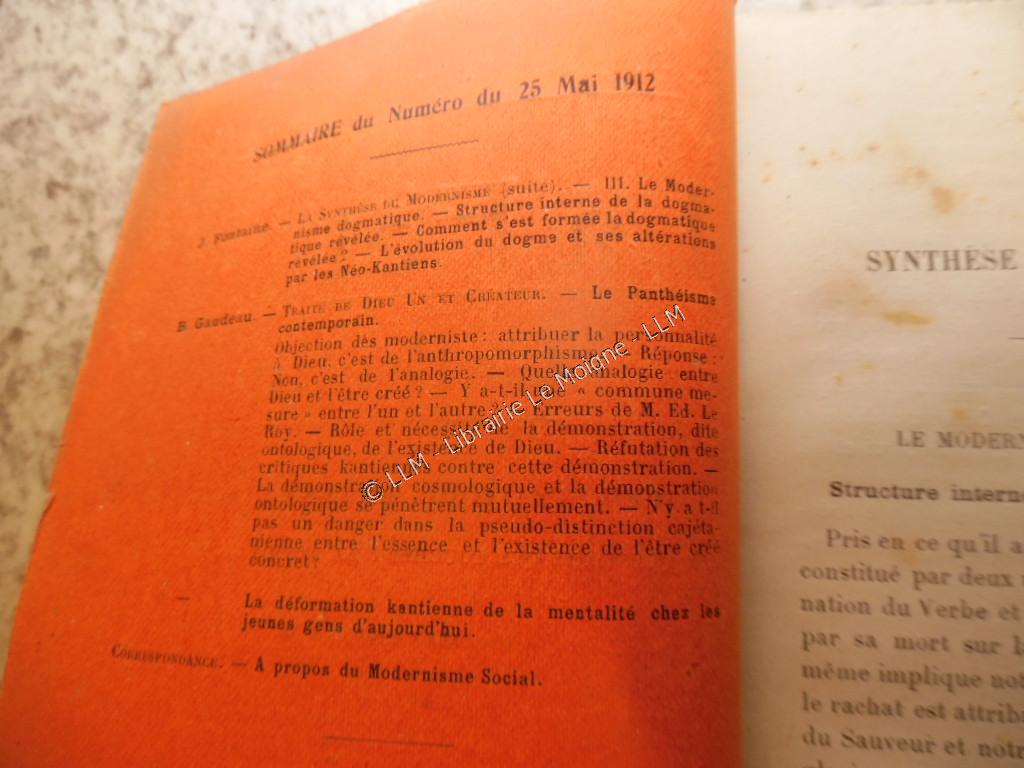 SOMMAIRE du Numéro du 25 Mai 1912
J. Fontaine. — LA SYNTHÈSE DU MODERNISME (suite). — III. Le Moder-
nisme dogmatique. — Structure interne de la dogma-
tique révélée. — Comment s'est formée la dogmatique
révélée ? — L'évolution du dogme et ses altérations
par les Néo-Kantiens.
B. Gaudeau. — TRAITÉ DE DIEU UN ET CRÉATEUR. — Le Panthéisme
contemporain.
Objection des moderniste : attribuer la personnalité
à Dieu, c'est de l'anthropomorphisme. — Réponse :
Non, c'est de l'analogie. — Quelle analogie entre
Dieu et l'être créé ? — Y a-t-il une « commune me-
sure » entre l'un et l'autre ? — Erreurs de M. Ed. Le
Roy. — Rôle et nécessité de la démonstration, dite
ontologique, de l'existence de Dieu. — Réfutation des
critiques kantiennes contre cette démonstration. —
La démonstration cosmologique et la démonstration
ontologique se pénètrent mutuellement. — N'y a t-il
pas un danger dans la pseudo-distinction cajéta-
nienne entre l'essence et l'existence de l'être créé
concret ?
— La déformation kantienne de la mentalité chez les
jeunes gens d'aujourd'hui.
CORRESPONDANCE. — A propos du Modernisme Social.
© LLM - Librairie Le Moigne - LLM
SYNTHÈSE
LE MODERN
Structure interne
Pris en ce qu'il a
constitué par deux
nation du Verbe et
par sa mort sur la
même implique not
le rachat est attrib
du Sauveur et notr